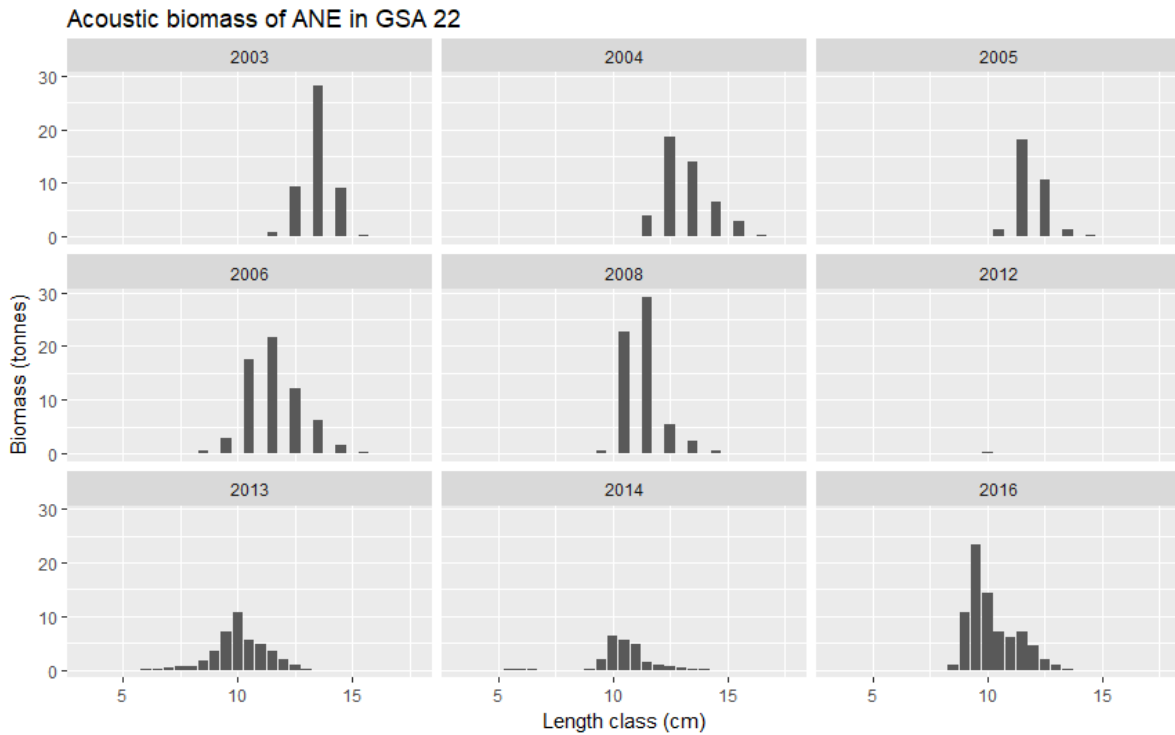 Acoustic biomass of ANE in GSA 22
2003 2004 2005
30
20
10
0
2006 2008 2012
30
20
10
0
2013 2014 2016
30
20
10
0
5 10 15 5 10 15 5 10 15
Biomass (tonnes)
Length class (cm)